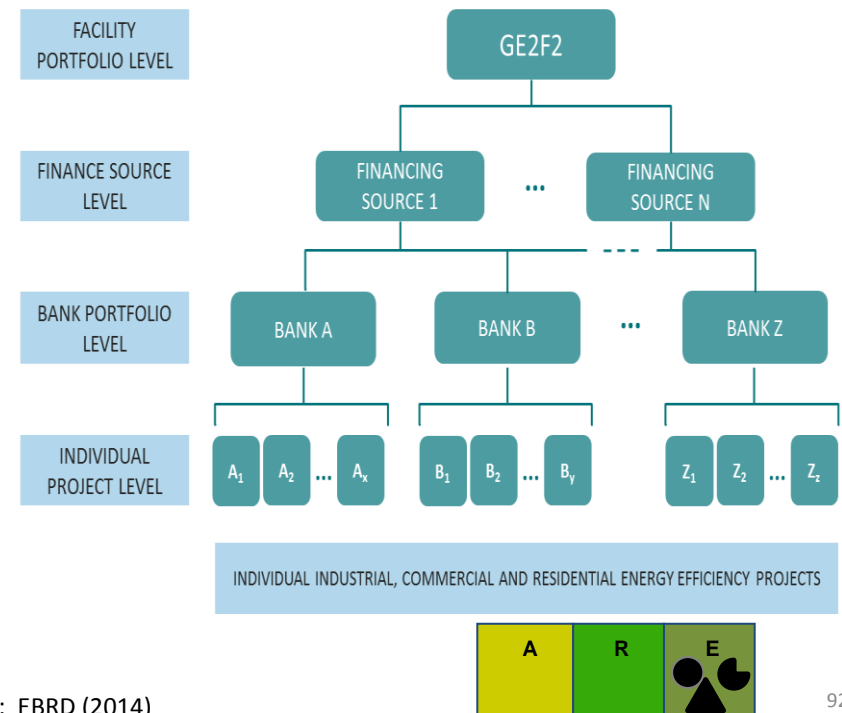 FACILITY
PORTFOLIO LEVEL
GE2F2
FINANCE SOURCE
LEVEL
FINANCING
SOURCE 1
...
FINANCING
SOURCE N
BANK PORTFOLIO
LEVEL
BANK A
BANK B
...
BANK Z
INDIVIDUAL
PROJECT LEVEL
A1 A2 ... Ax
B1 B2 ... By
Z1 Z2 ... Zz
INDIVIDUAL INDUSTRIAL, COMMERCIAL AND RESIDENTIAL ENERGY EFFICIENCY PROJECTS
A R E
: EBRD (2014)
92